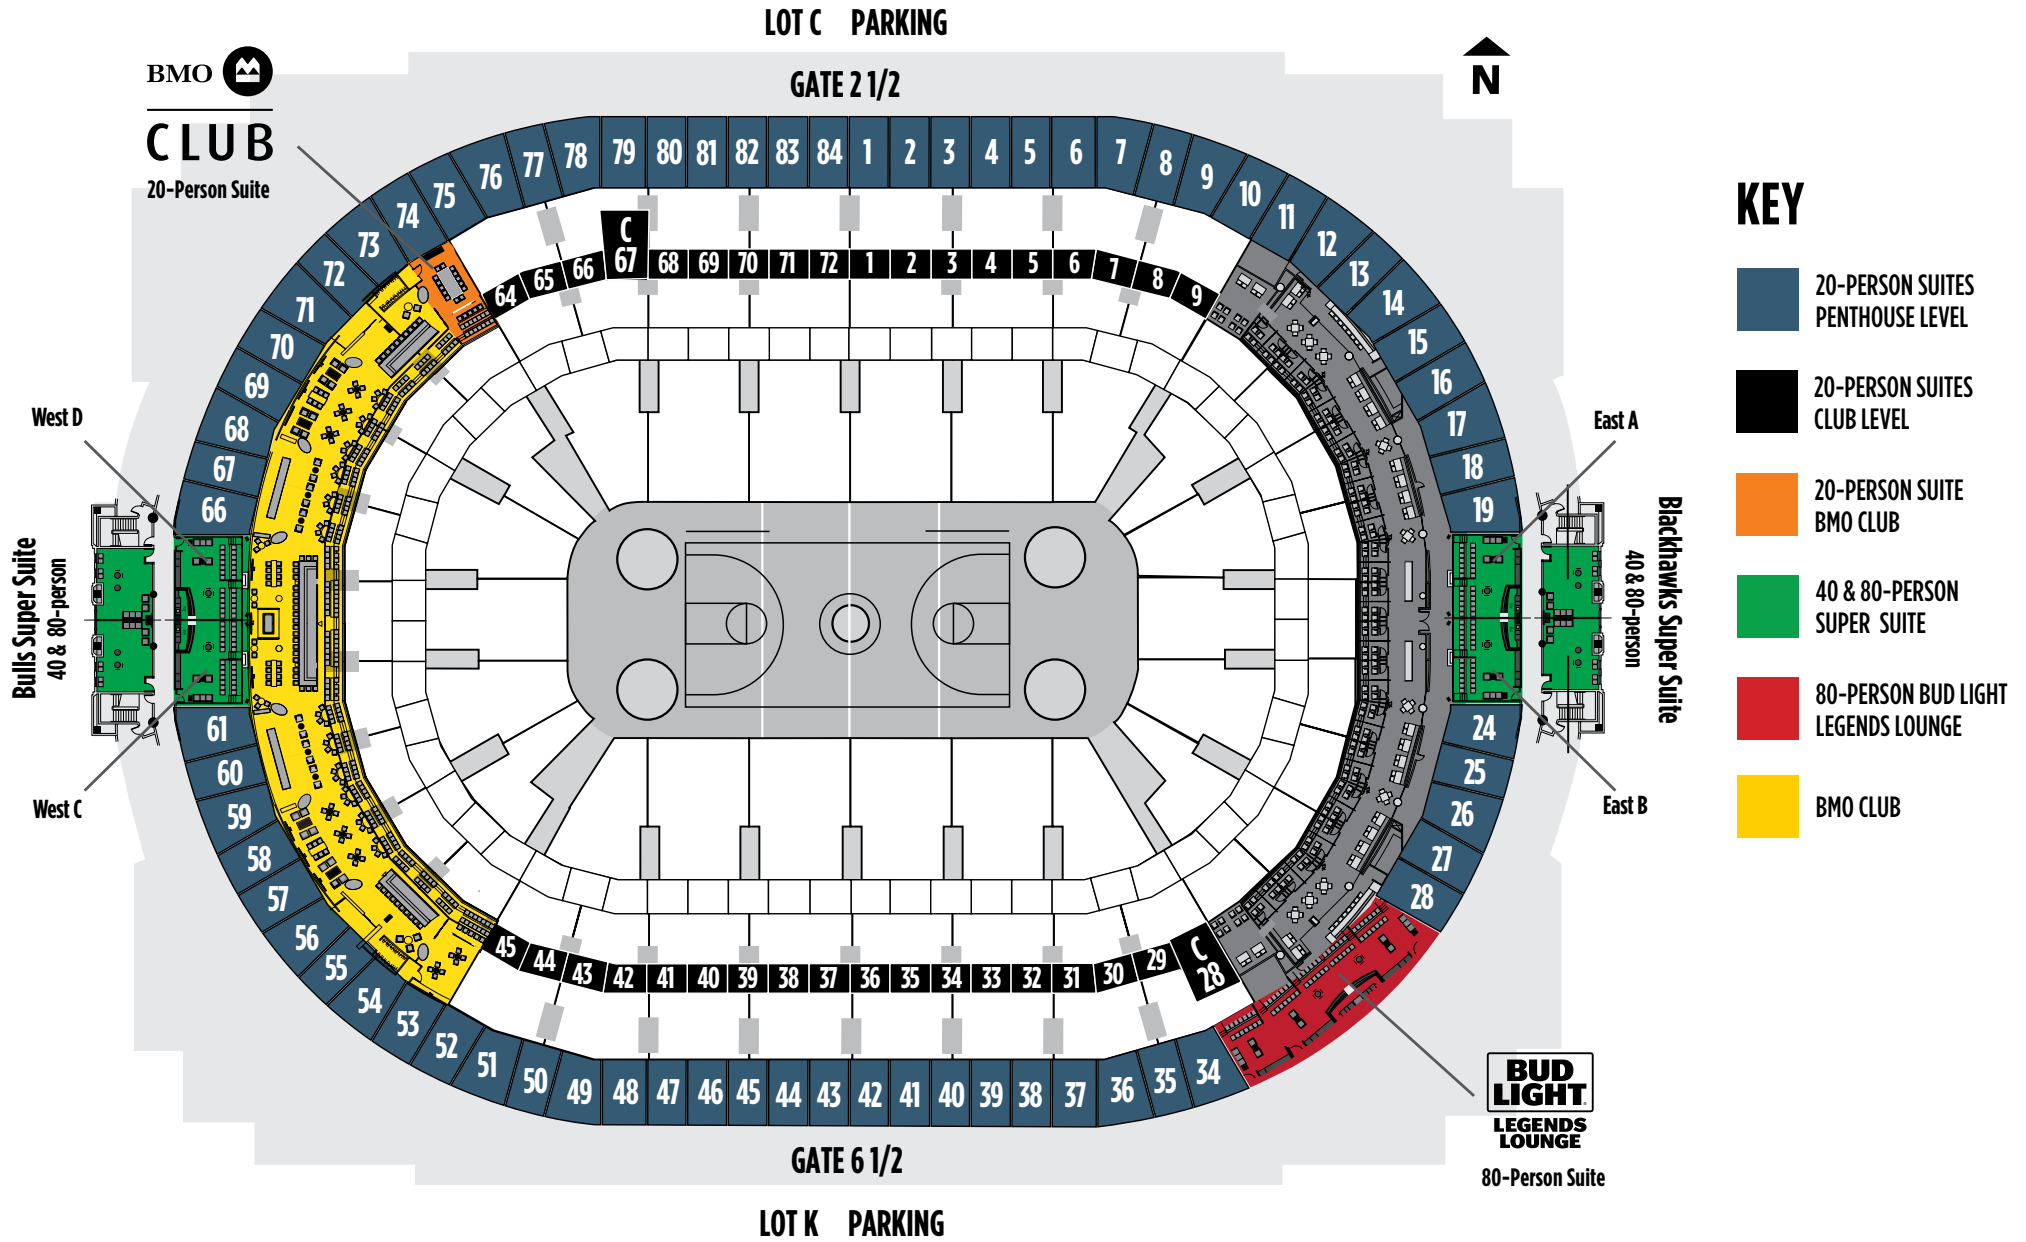 LOT C PARKING
GATE 2 1/2
BMO
CLUB
20-Person Suite
N
79 80 81 82 83 84 1 2 3 4 5 6 7 8 9 10 11 12 13 14 15 16 17 18 19
78 77 76 75 74 73 72 71 70 69 68 67 66
C
67
64 65 66 68 69 70 71 72 1 2 3 4 5 6 7 8 9
West D
East A
Bulls Super Suite
40 & 80-person
Blackhawks Super Suite
40 & 80-person
West C
East B
61 60 59 58 57 56 55 54 53 52 51 50 49
24 25 26 27 28
45 44 43 42 41 40 39 38 37 36 35 34 33 32 31 30 29
C
28
48 47 46 45 44 43 42 41 40 39 38 37 36 35 34
BUD
LIGHT
LEGENDS
LOUNGE
80-Person Suite
GATE 6 1/2
LOT K PARKING
KEY
20-PERSON SUITES
PENTHOUSE LEVEL
20-PERSON SUITES
CLUB LEVEL
20-PERSON SUITE
BMO CLUB
40 & 80-PERSON
SUPER SUITE
80-PERSON BUD LIGHT
LEGENDS LOUNGE
BMO CLUB